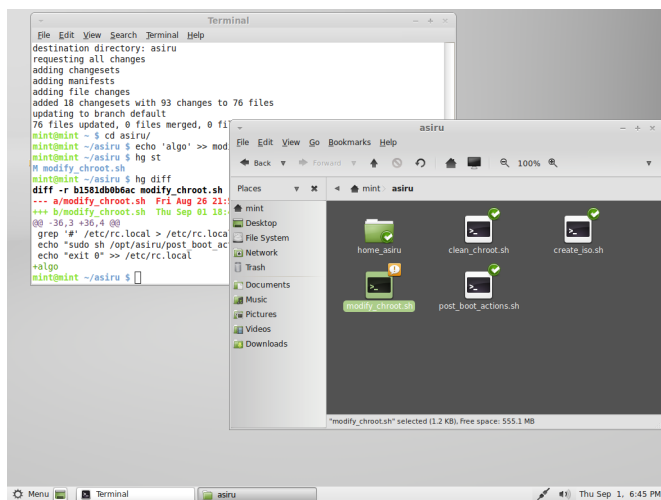 Terminal
File Edit View Search Terminal Help
destination directory: asiru
requesting all changes
adding changesets
adding manifests
adding file changes
added 18 changesets with 93 changes to 76 files
updating to branch default
76 files updated, 0 files merged, 0 fi
mint@mint ~ $ cd asiru/
mint@mint ~/asiru $ echo 'algo' >> mod
mint@mint ~/asiru $ hg st
M modify_chroot.sh
mint@mint ~/asiru $ hg diff
diff -r b1581db0b6ac modify_chroot.sh
--- a/modify_chroot.sh Fri Aug 26 21:5
+++ b/modify_chroot.sh Thu Sep 01 18:
@@ -36,3 +36,4 @@
grep '#' /etc/rc.local > /etc/rc.loca
echo "sudo sh /opt/asiru/post_boot_ac
echo "exit 0" >> /etc/rc.local
+algo
mint@mint ~/asiru $
asiru
File Edit View Go Bookmarks Help
Back Forward 100%
Places mint asiru
mint
Desktop
File System
Network
Trash
Documents
Music
Pictures
Videos
Downloads
home_asiru clean_chroot.sh create_iso.sh
modify_chroot.sh post_boot_actions.sh
"modify_chroot.sh" selected (1.2 KB), Free space: 555.1 MB
Menu Terminal asiru Thu Sep 1, 6:45 PM